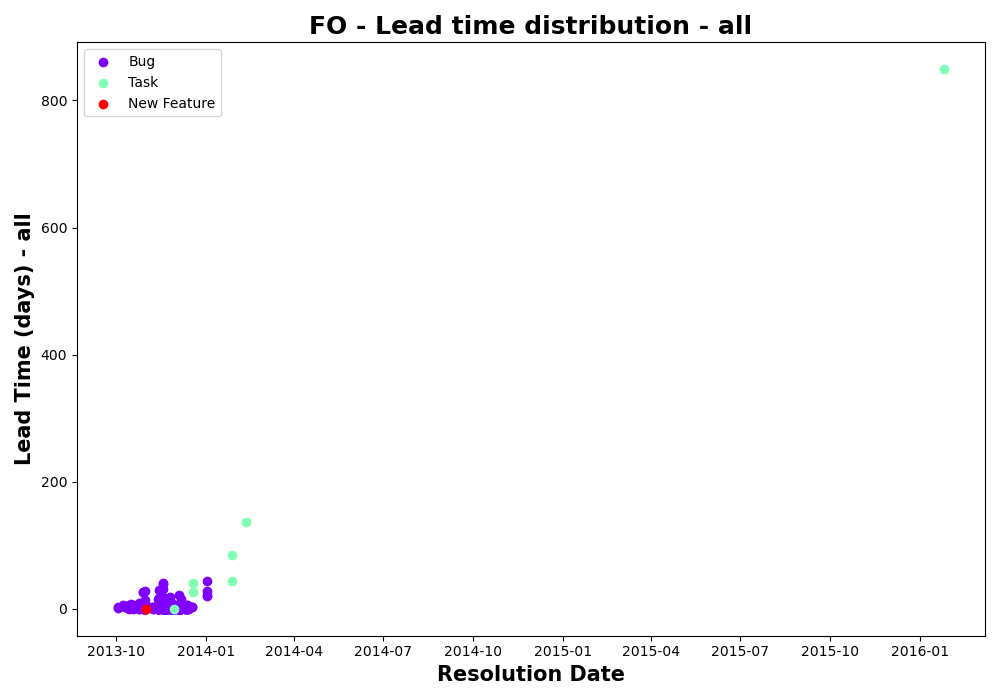 FO - Lead time distribution - all
Bug
Task
New Feature
Lead Time (days) - all
800
600
400
200
0
2013-10 2014-01 2014-04 2014-07 2014-10 2015-01 2015-04 2015-07 2015-10 2016-01
Resolution Date